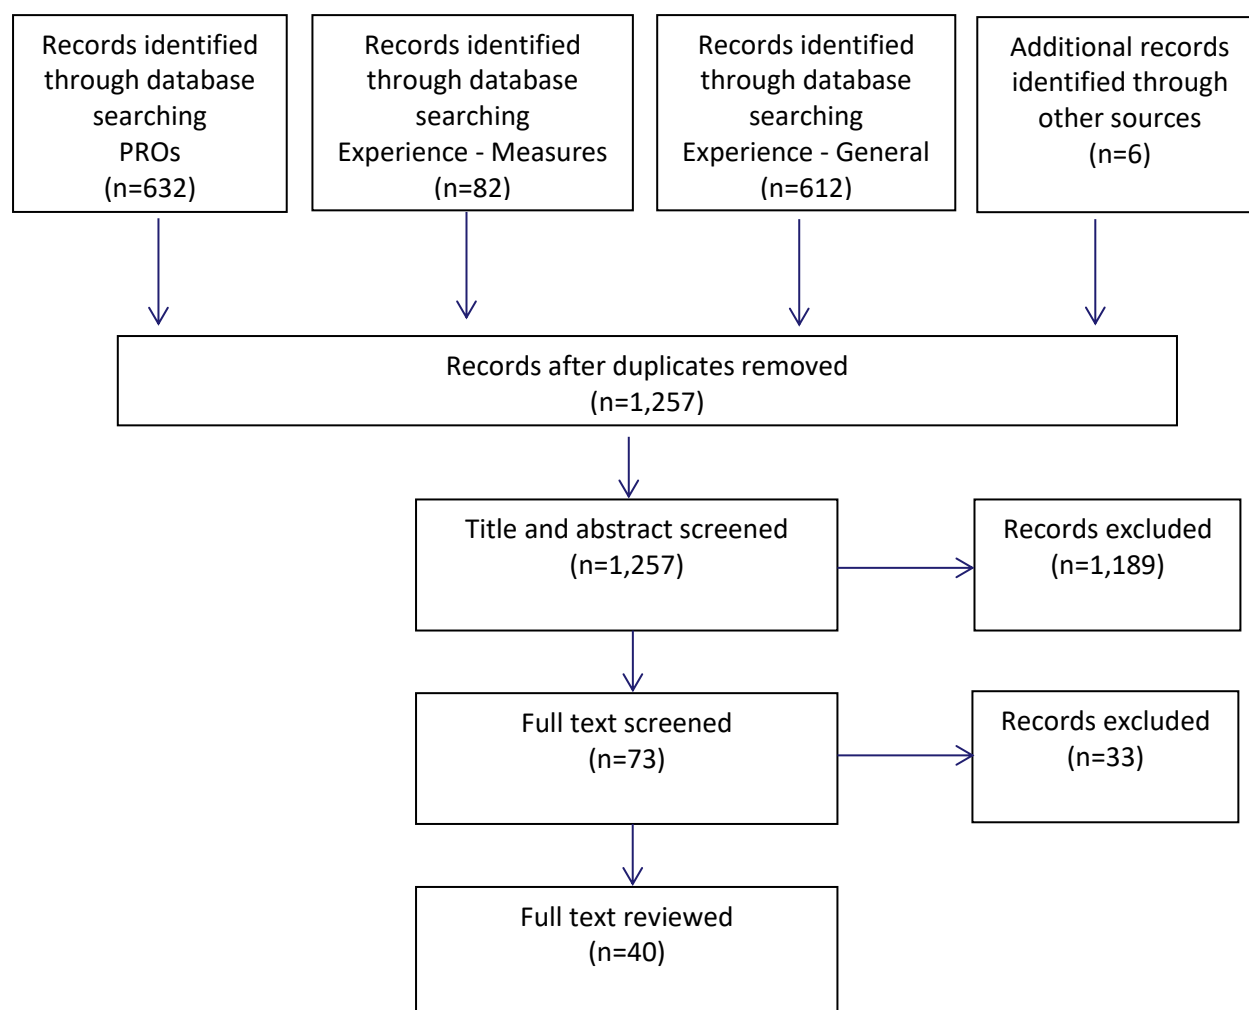 Records identified
through database
searching
PROs
(n=632)
Records identified
through database
searching
Experience - Measures
(n=82)
Records identified
through database
searching
Experience - General
(n=612)
Additional records
identified through
other sources
(n=6)
Records after duplicates removed
(n=1,257)
Title and abstract screened
(n=1,257)
Records excluded
(n=1,189)
Full text screened
(n=73)
Records excluded
(n=33)
Full text reviewed
(n=40)